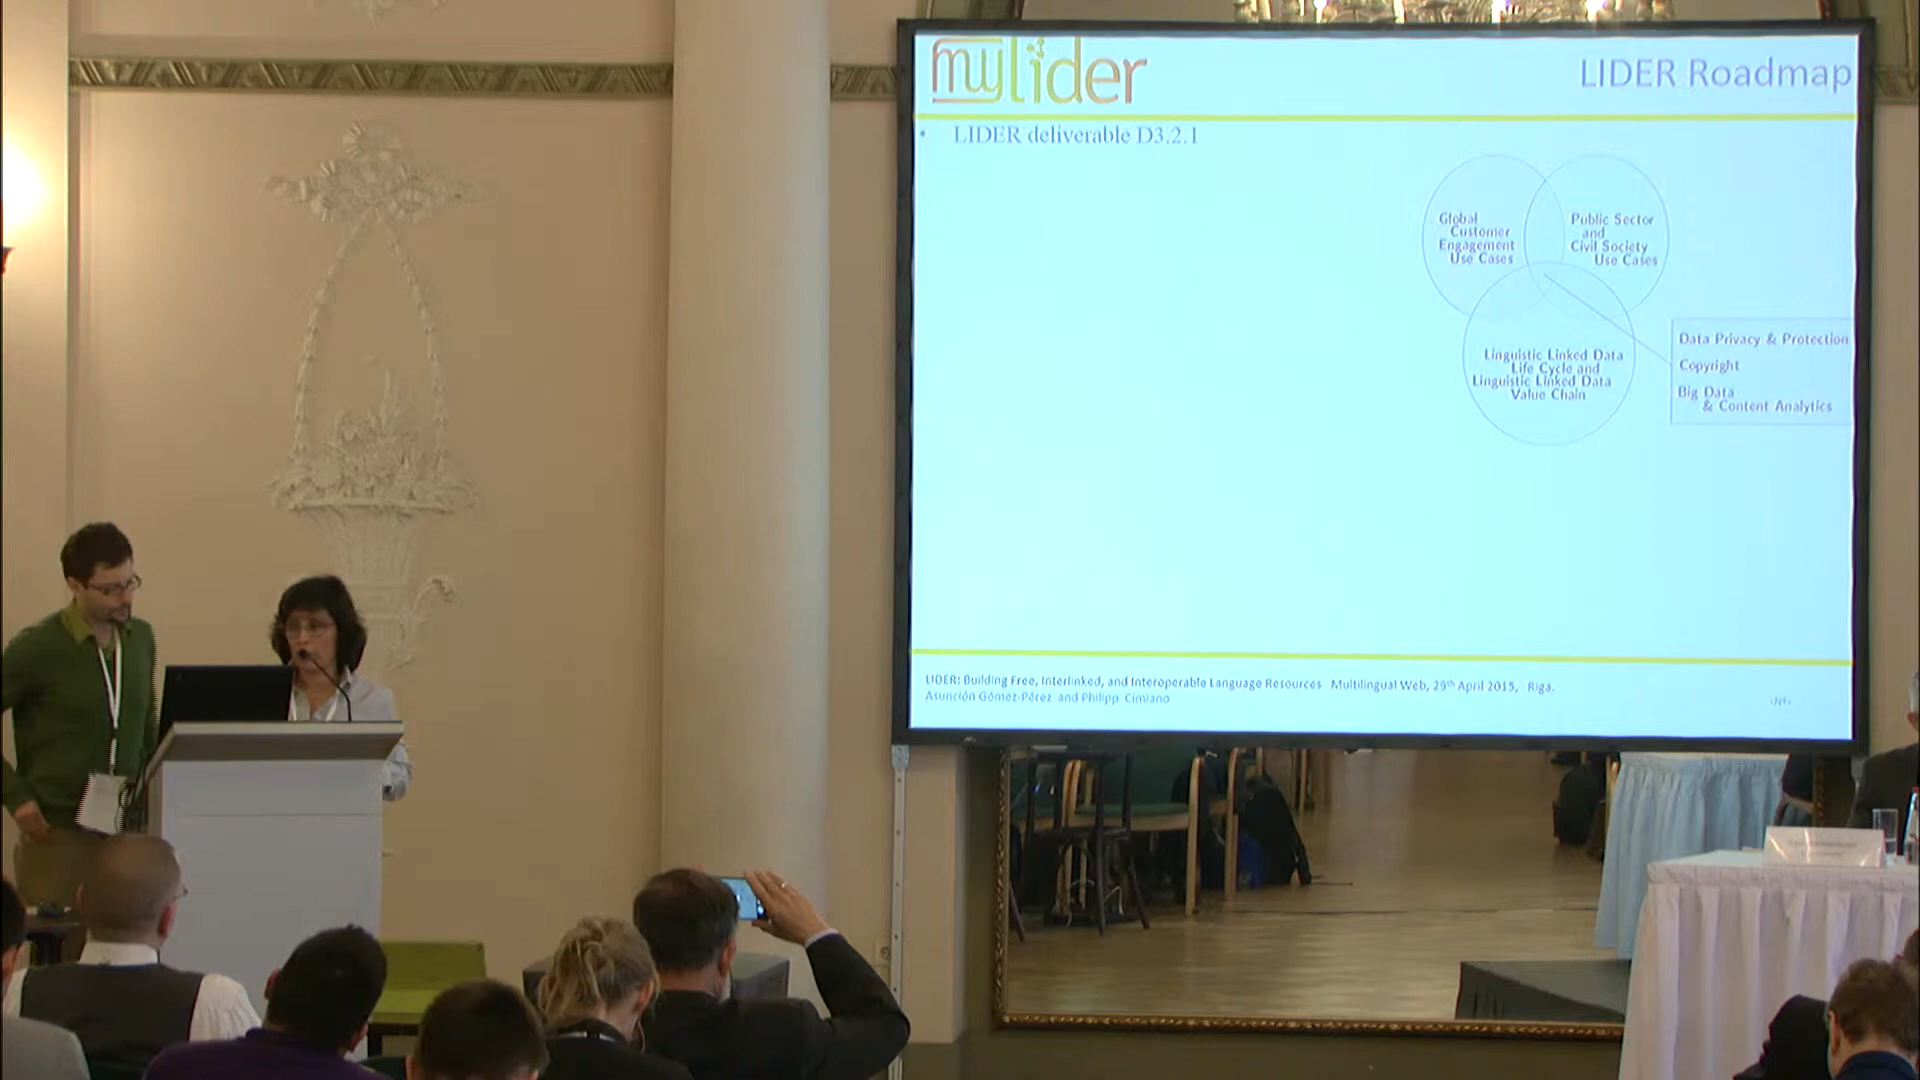 mylider
LIDER Roadmap
• LIDER deliverable D3.2.1
Global
Customer
Engagement
Use Cases
Public Sector
and
Civil Society
Use Cases
Linguistic Linked Data
Life Cycle and
Linguistic Linked Data
Value Chain
Data Privacy & Protection
Copyright
Big Data
& Content Analytics
LIDER: Building Free, Interlinked, and Interoperable Language Resources Multilingual Web, 29th April 2015, Riga.
Asunción Gómez-Pérez and Philipp Cimiano